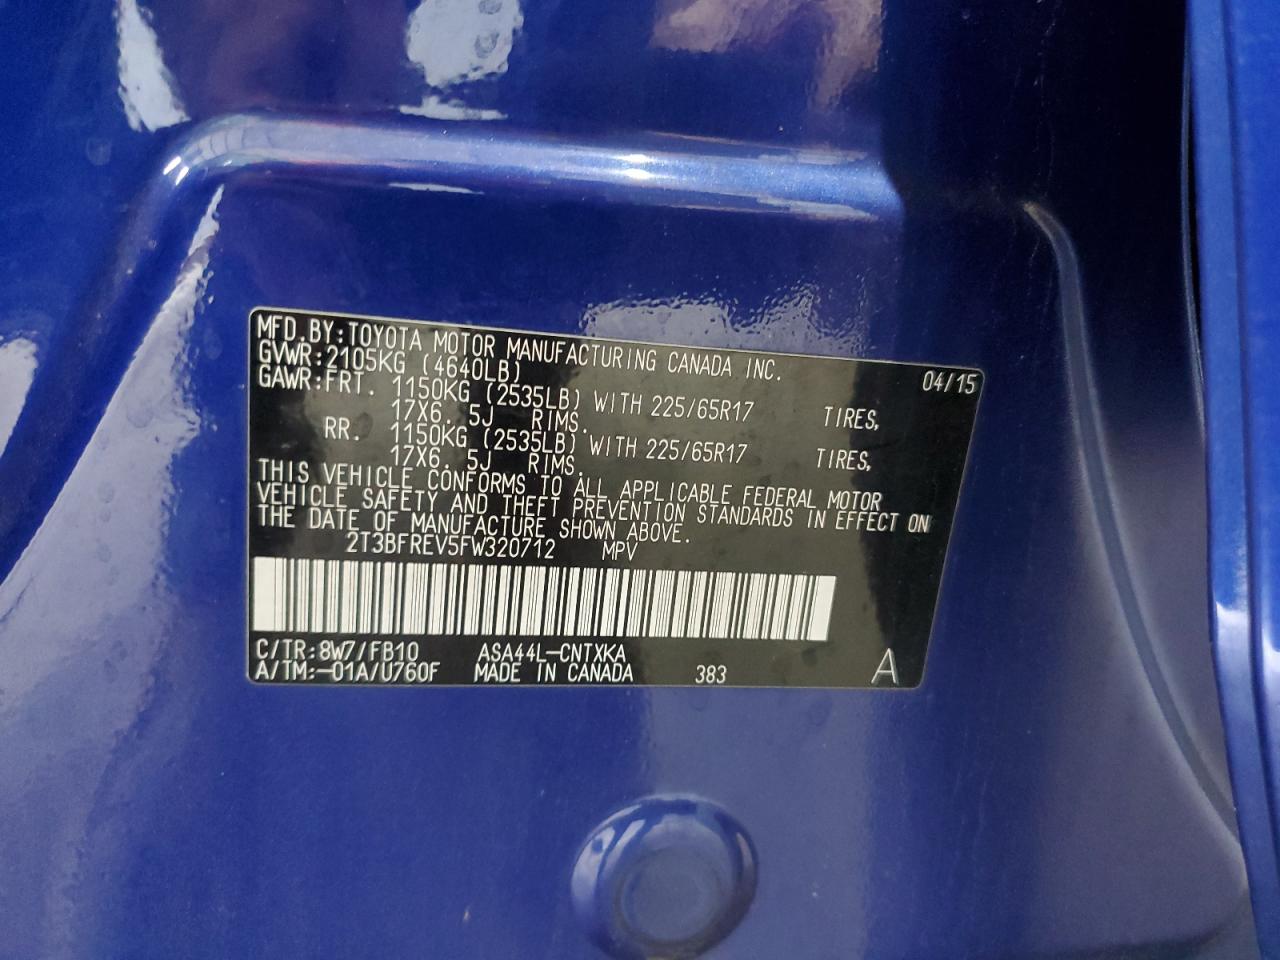 MFD.BY:TOYOTA MOTOR MANUFACTURING CANADA INC.
GVWR:2105KG (4640LB) 04/15
GAWR:FRT. 1150KG (2535LB) WITH 225/65R17 TIRES,
17X6. 5J RIMS.
RR. 1150KG (2535LB) WITH 225/65R17 TIRES,
17X6. 5J RIMS.
THIS VEHICLE CONFORMS TO ALL APPLICABLE FEDERAL MOTOR
VEHICLE SAFETY AND THEFT PREVENTION STANDARDS IN EFFECT ON
THE DATE OF MANUFACTURE SHOWN ABOVE.
2T3BFREV5FW320712 MPV
C/TR:8W7/FB10 ASA44L-CNTXKA
A/TM:-01A/U760F MADE IN CANADA 383 A